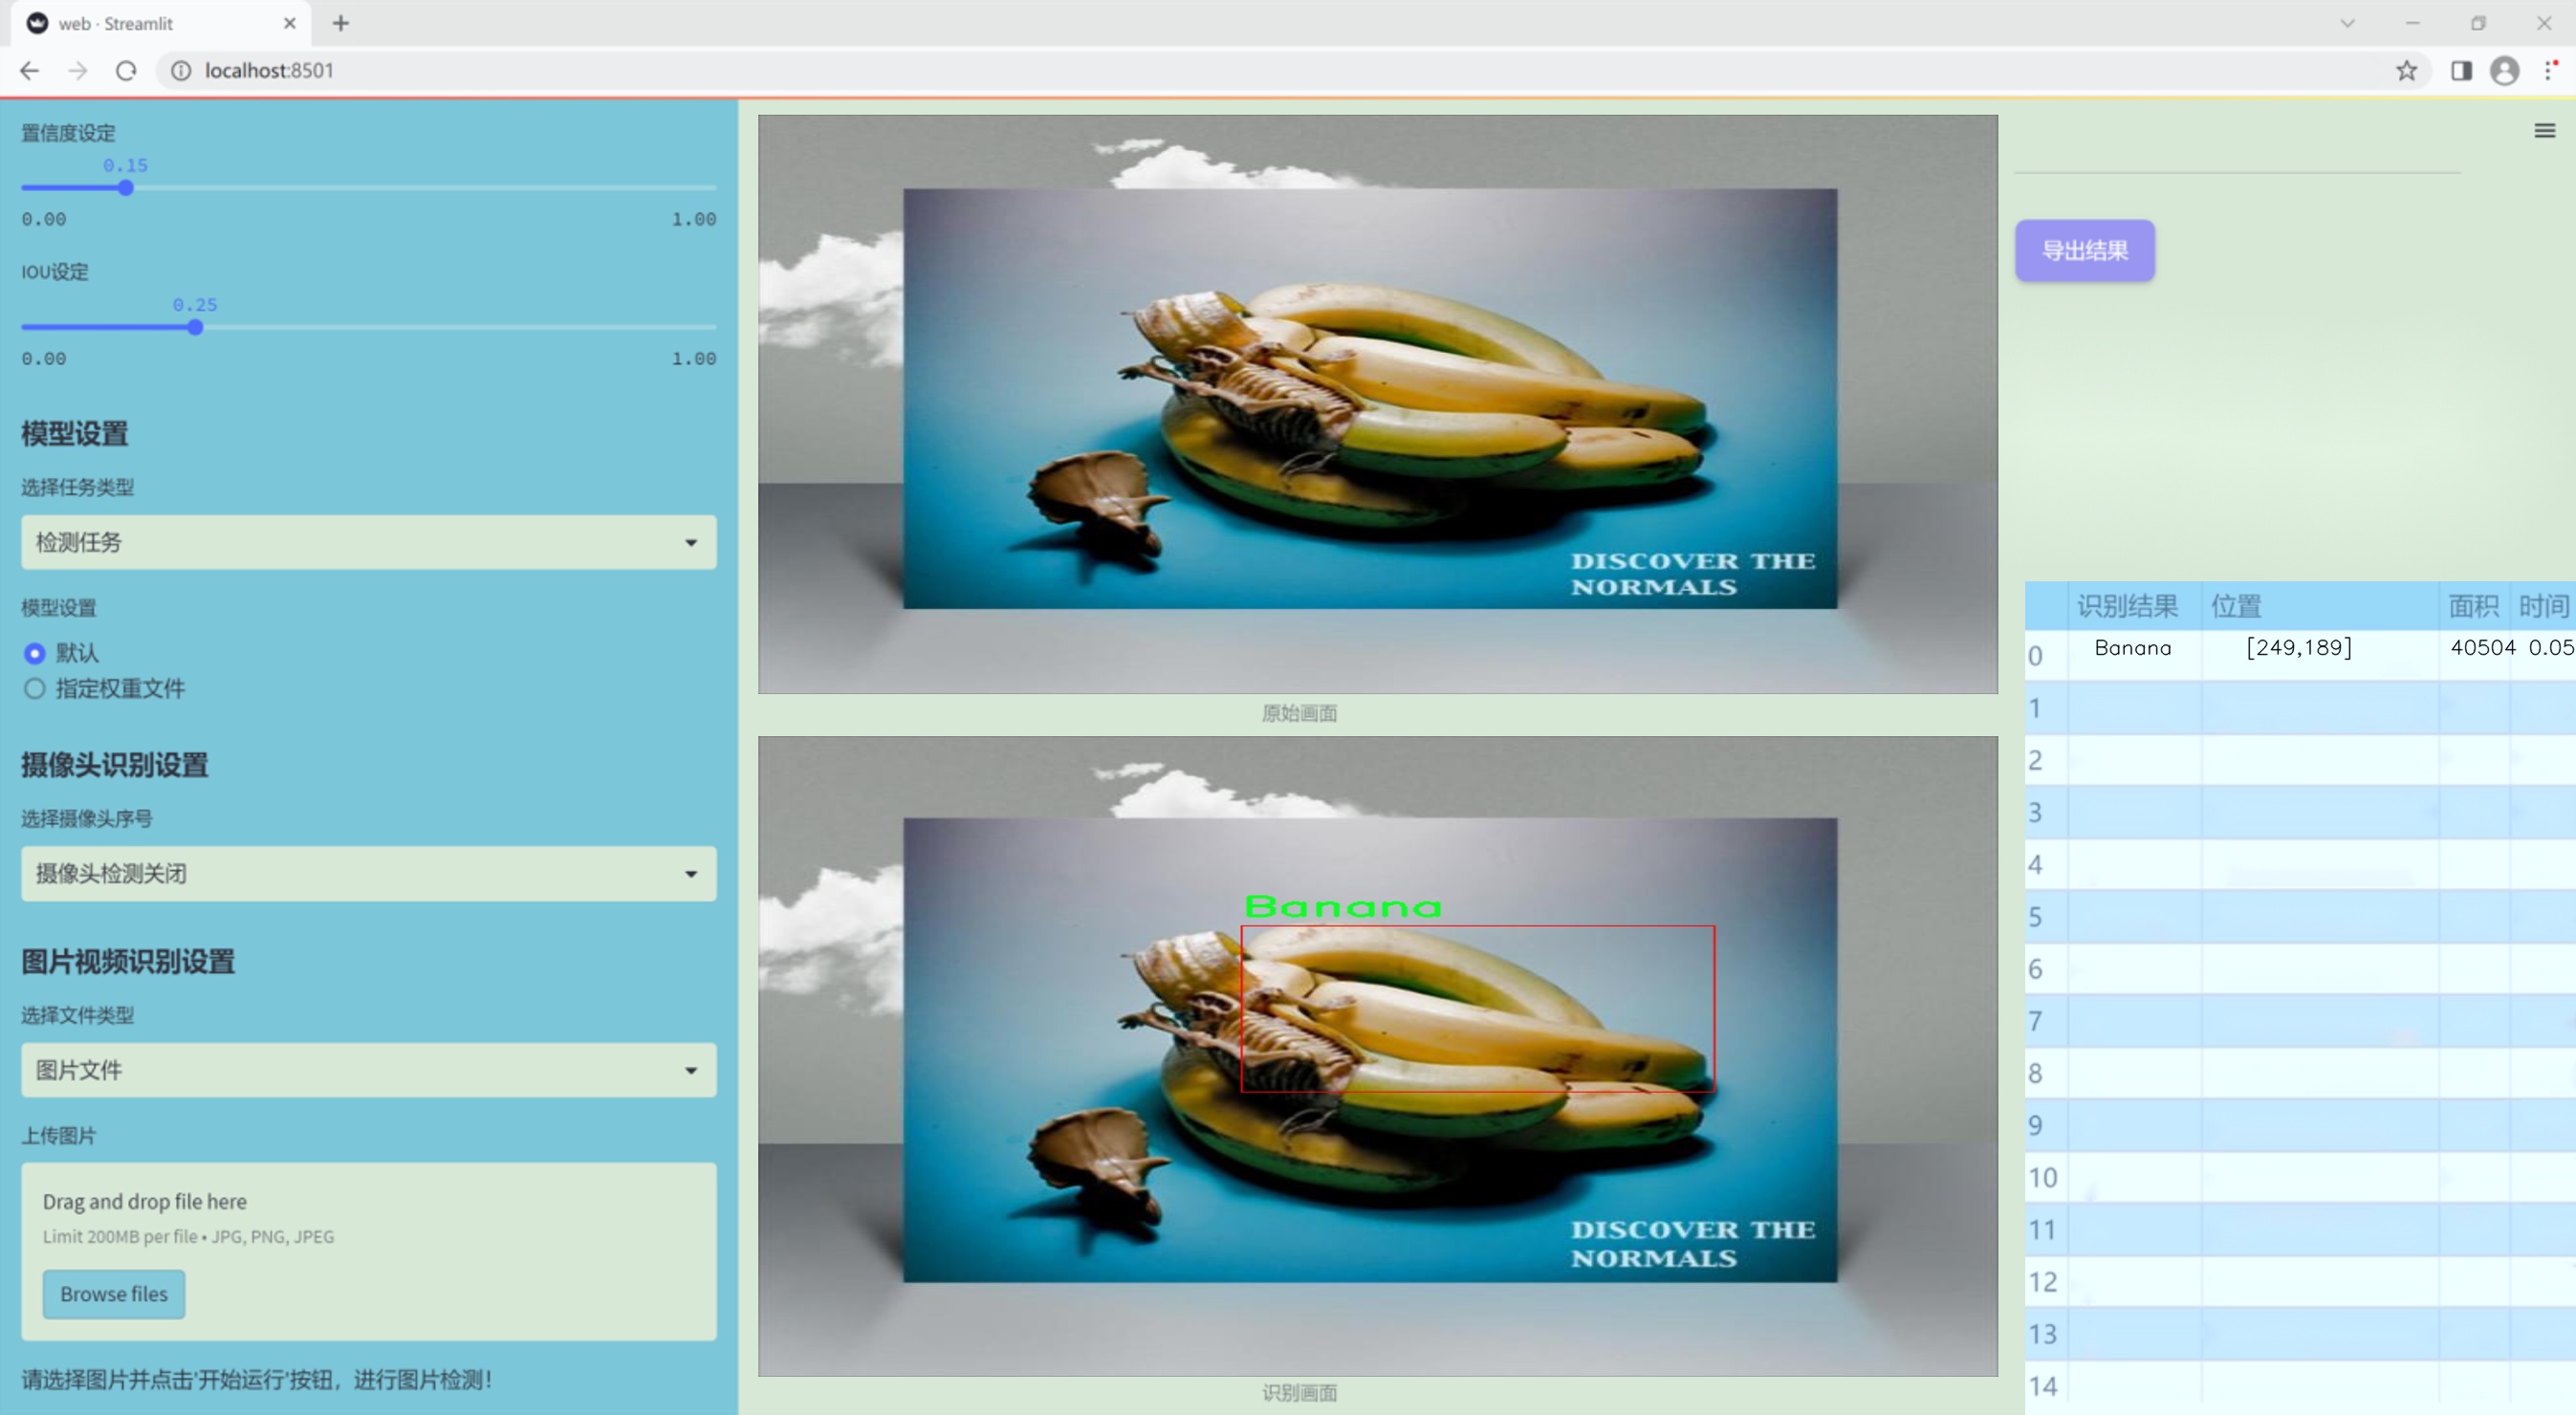 web · Streamlit
localhost:8501
置信度设定
0.15
0.00 1.00
IOU设定
0.25
0.00 1.00
模型设置
选择任务类型
检测任务
模型设置
默认
指定权重文件
摄像头识别设置
选择摄像头序号
摄像头检测关闭
图片视频识别设置
选择文件类型
图片文件
上传图片
Drag and drop file here
Limit 200MB per file • JPG, PNG, JPEG
Browse files
请选择图片并点击'开始运行'按钮，进行图片检测！
DISCOVER THE
NORMALS
原始画面
Banana
DISCOVER THE
NORMALS
识别画面
导出结果
识别结果 位置 面积 时间
0 Banana [249,189] 40504 0.05
1
2
3
4
5
6
7
8
9
10
11
12
13
14